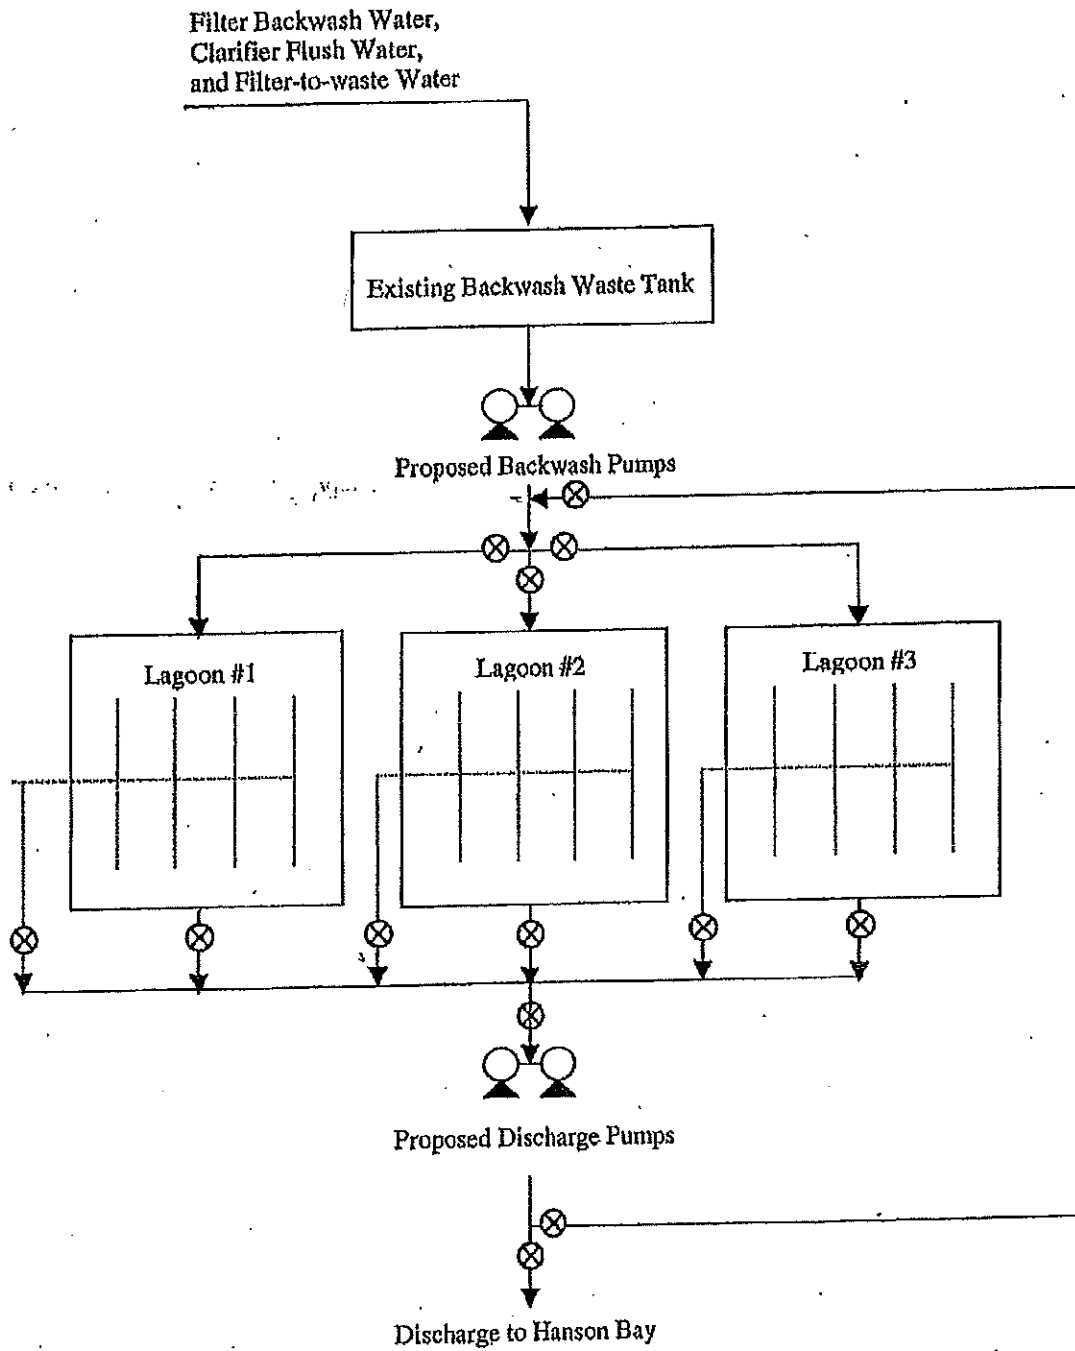 Filter Backwash Water,
Clarifier Flush Water,
and Filter-to-waste Water
Existing Backwash Waste Tank
Proposed Backwash Pumps
Lagoon #1
Lagoon #2
Lagoon #3
Proposed Discharge Pumps
Discharge to Hanson Bay